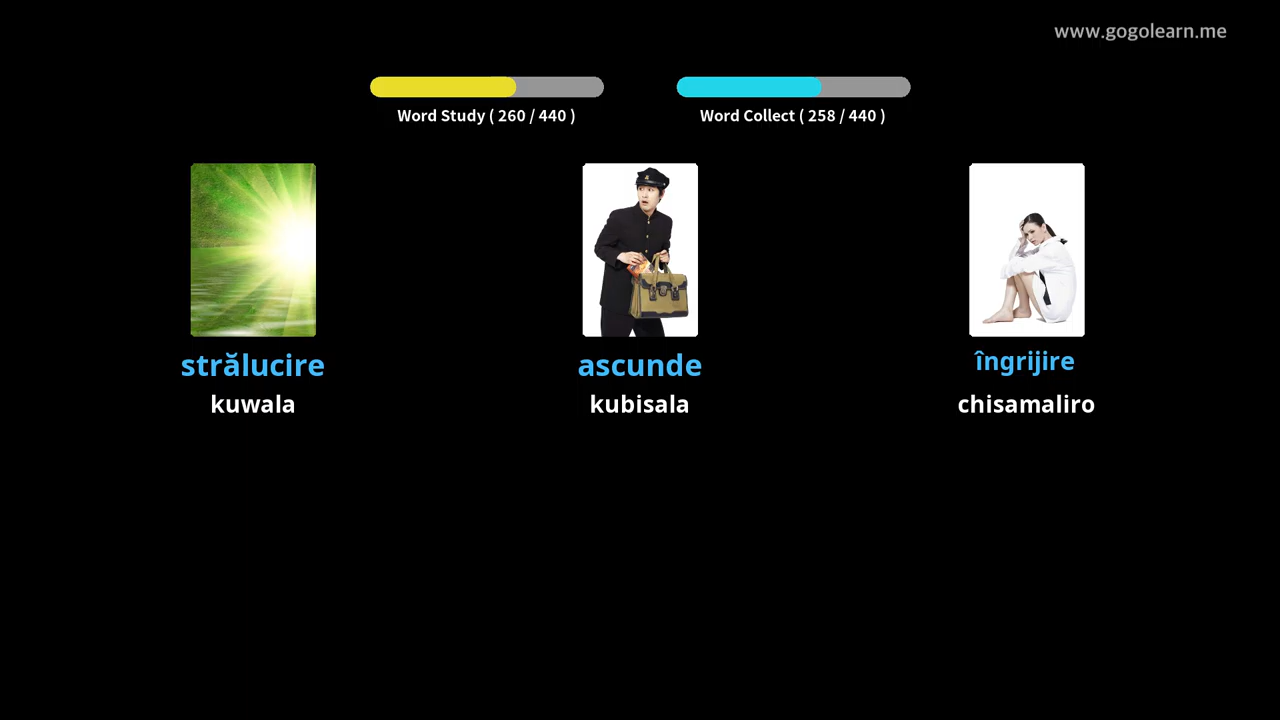 www.gogolearn.me
Word Study ( 260 / 440 )
Word Collect ( 258 / 440 )
strălucire
ascunde
îngrijire
kuwala
kubisala
chisamaliro